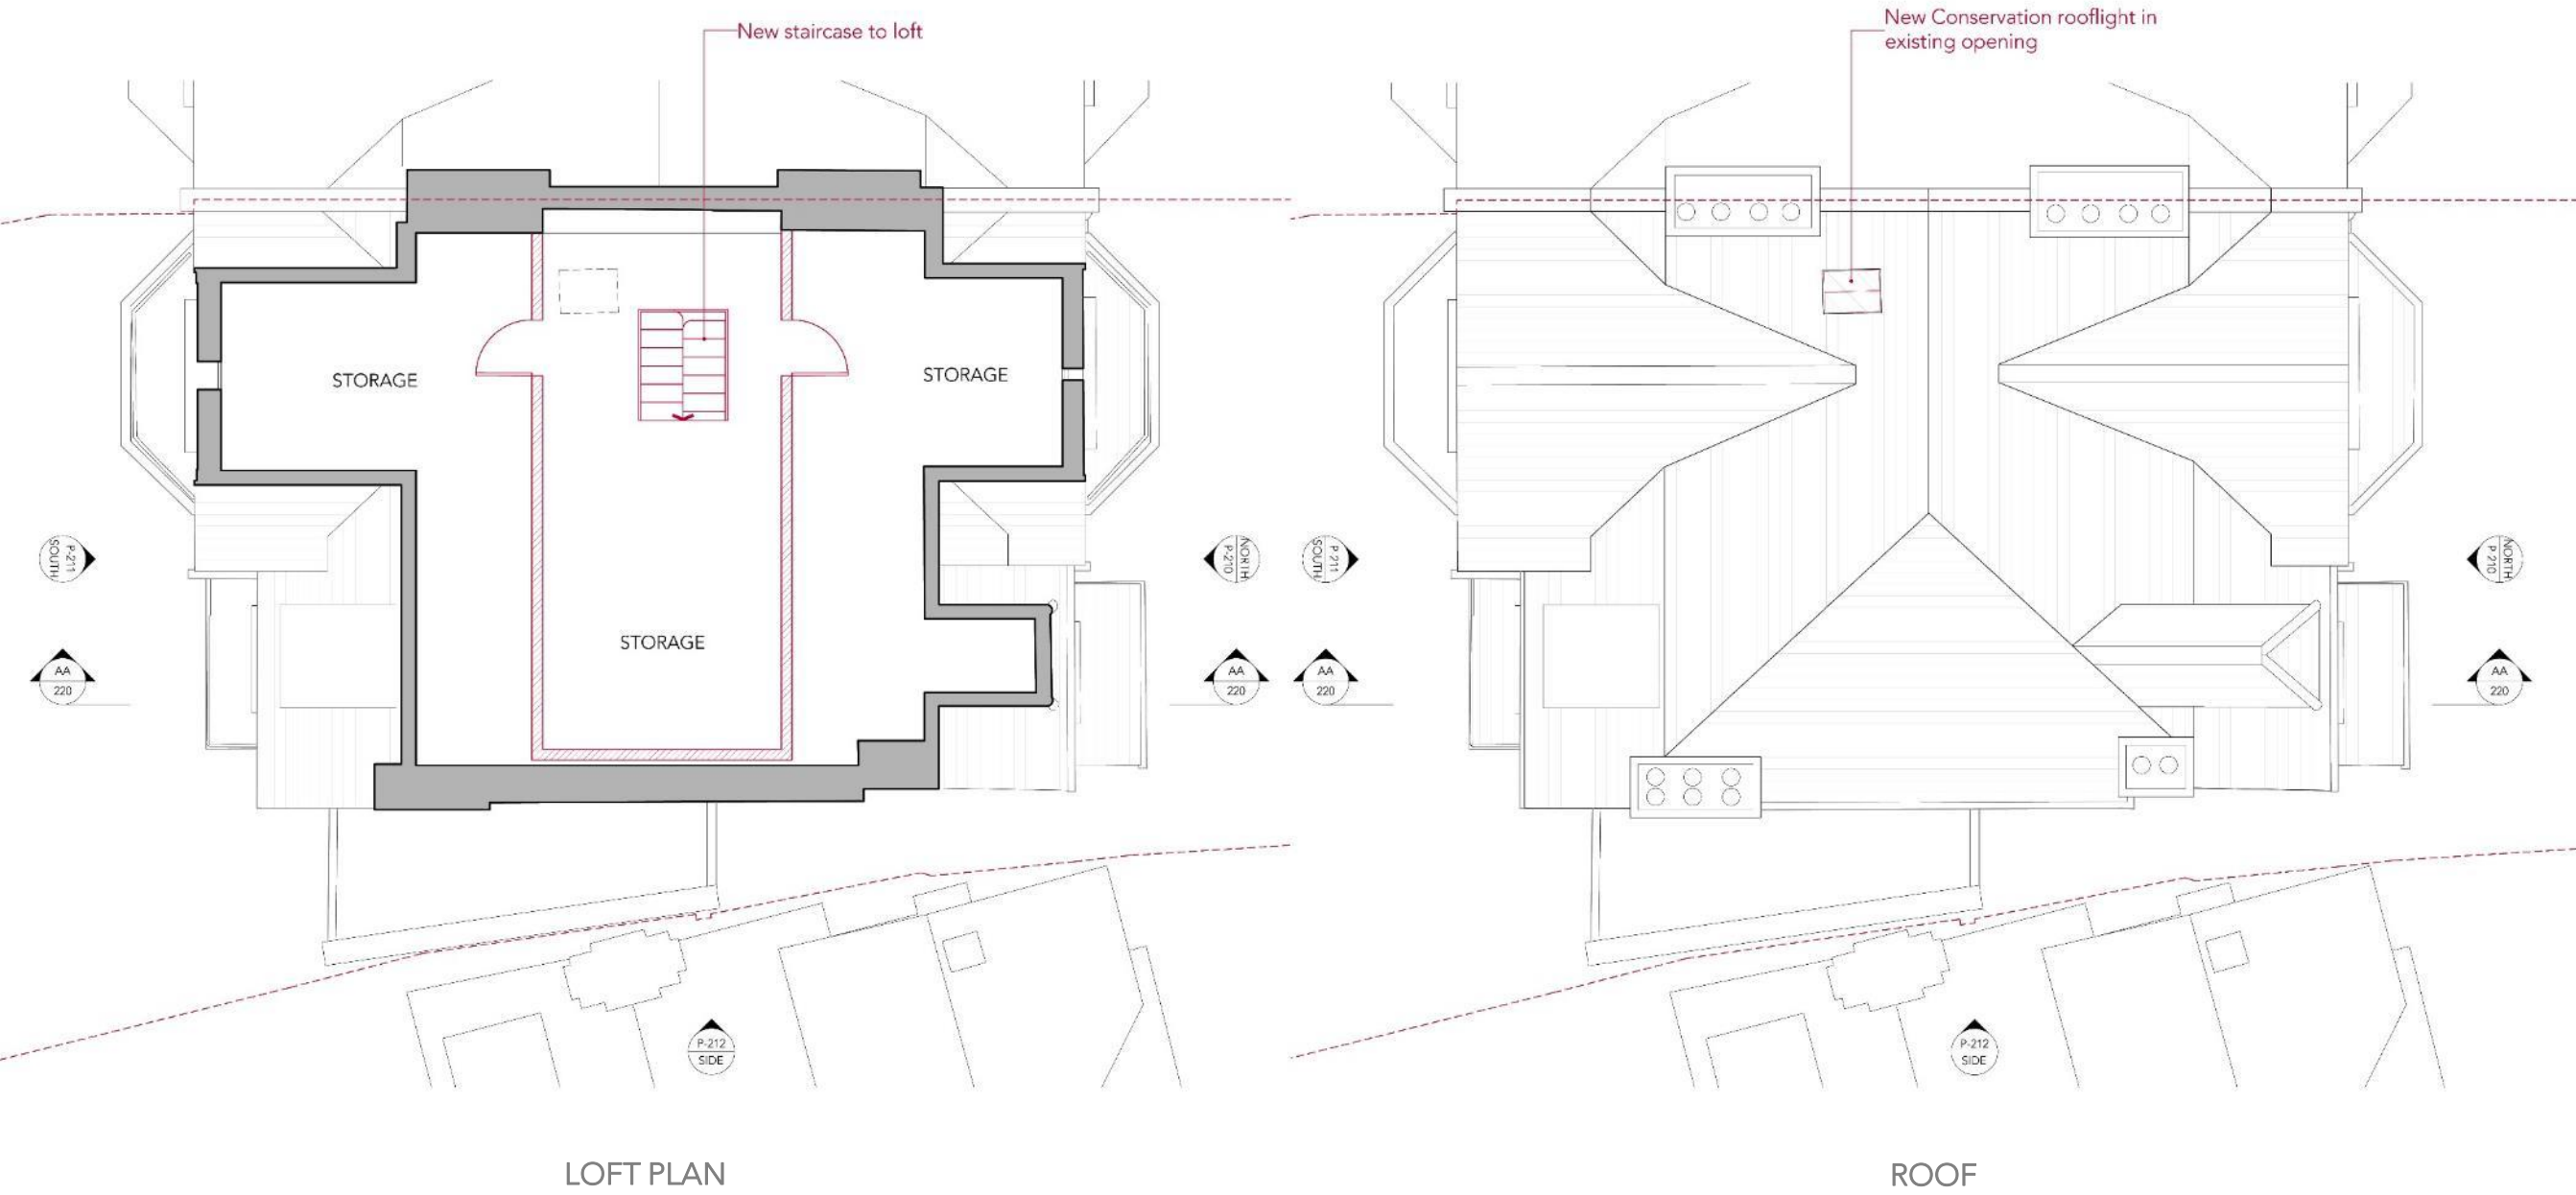 New staircase to loft
New Conservation rooflight in
existing opening
STORAGE
STORAGE
STORAGE
P-211
SOUTH
AA
220
NORTH
P-210
AA
220
P-211
SOUTH
AA
220
NORTH
P-210
AA
220
P-212
SIDE
P-212
SIDE
LOFT PLAN
ROOF